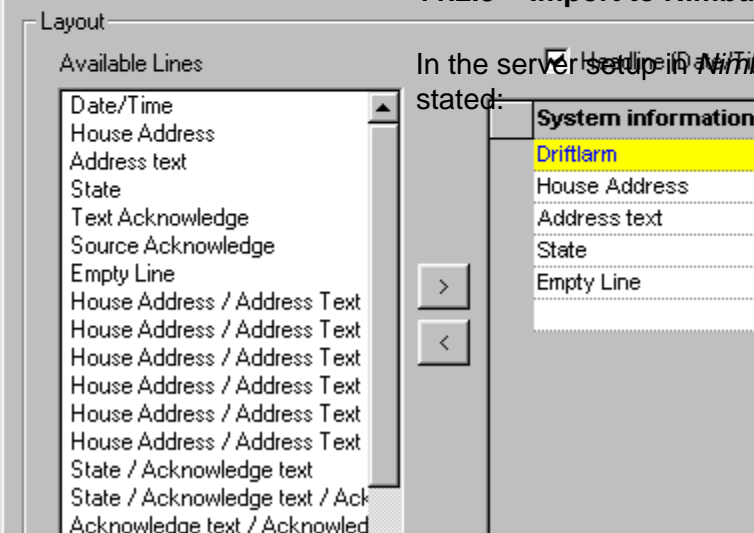 Layout
Available Lines
In the server setup in
stated:
Date/Time
House Address
Address text
State
Text Acknowledge
Source Acknowledge
Empty Line
House Address / Address Text
House Address / Address Text
House Address / Address Text
House Address / Address Text
House Address / Address Text
House Address / Address Text
State / Acknowledge text
State / Acknowledge text / Ack
Acknowledge text / Acknowled
>
<
System information
Driftlarm
House Address
Address text
State
Empty Line